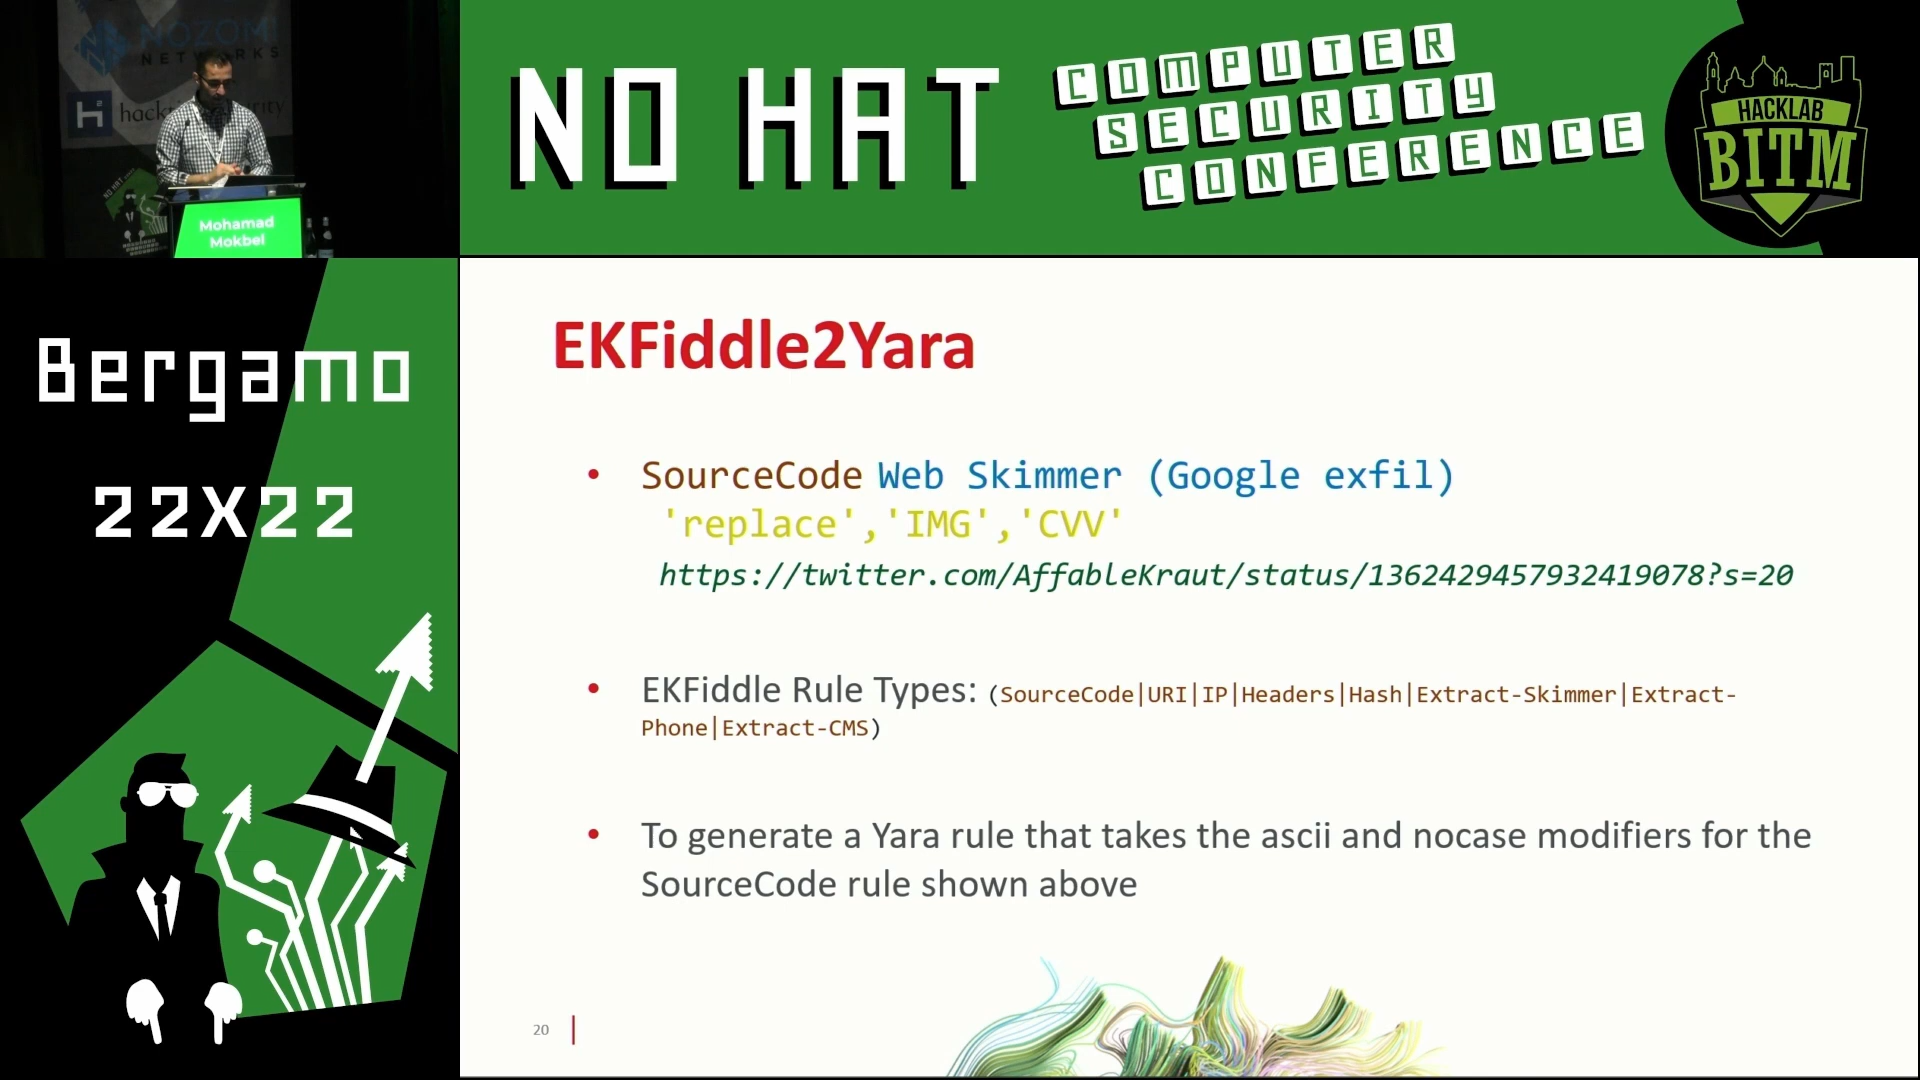 NOZOMI
NETWORKS
Mohamad
Mokbel
NO HAT
COMPUTER
SECURITY
CONFERENCE
HACKLAB
BITM
Bergamo
22X22
EKFiddle2Yara
• SourceCode Web Skimmer (Google exfil)
'replace','IMG','CVV'
https://twitter.com/AffableKraut/status/1362429457932419078?s=20
• EKFiddle Rule Types: (SourceCode|URI|IP|Headers|Hash|Extract-Skimmer|Extract-
Phone|Extract-CMS)
• To generate a Yara rule that takes the ascii and nocase modifiers for the
SourceCode rule shown above
20